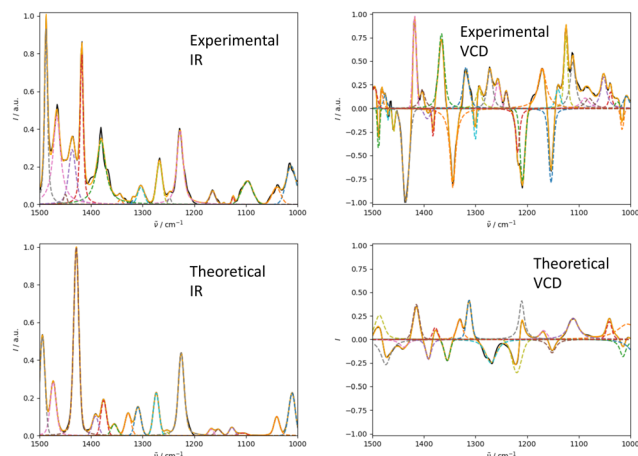 Experimental
IR
I / a.u.
1.0
0.8
0.6
0.4
0.2
0.0
1500 1400 1300 1200 1100 1000
ṽ / cm⁻¹
Experimental
VCD
I / a.u.
1.00
0.75
0.50
0.25
0.00
−0.25
−0.50
−0.75
−1.00
1500 1400 1300 1200 1100 1000
ṽ / cm⁻¹
Theoretical
IR
I / a.u.
1.0
0.8
0.6
0.4
0.2
0.0
1500 1400 1300 1200 1100 1000
ṽ / cm⁻¹
Theoretical
VCD
I
1.00
0.75
0.50
0.25
0.00
−0.25
−0.50
−0.75
−1.00
1500 1400 1300 1200 1100 1000
ṽ / cm⁻¹